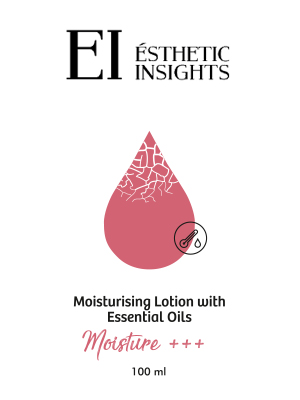 EI ÉSTHETIC
INSIGHTS
Moisturising Lotion with
Essential Oils
Moisture +++
100 ml